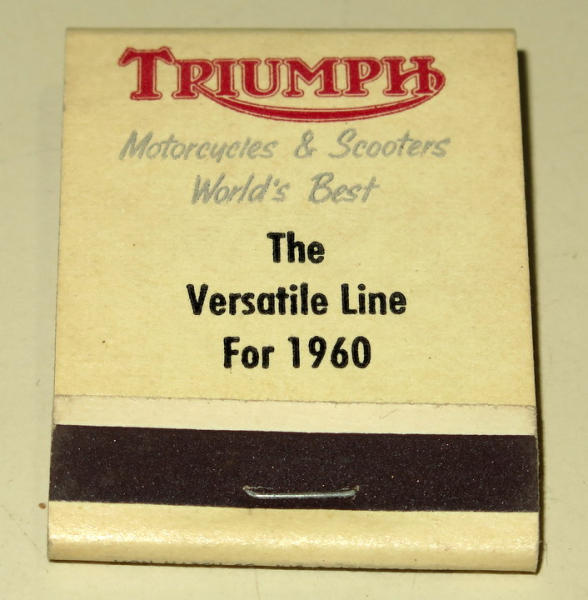 TRIUMPH
Motorcycles & Scooters
World's Best
The
Versatile Line
For 1960